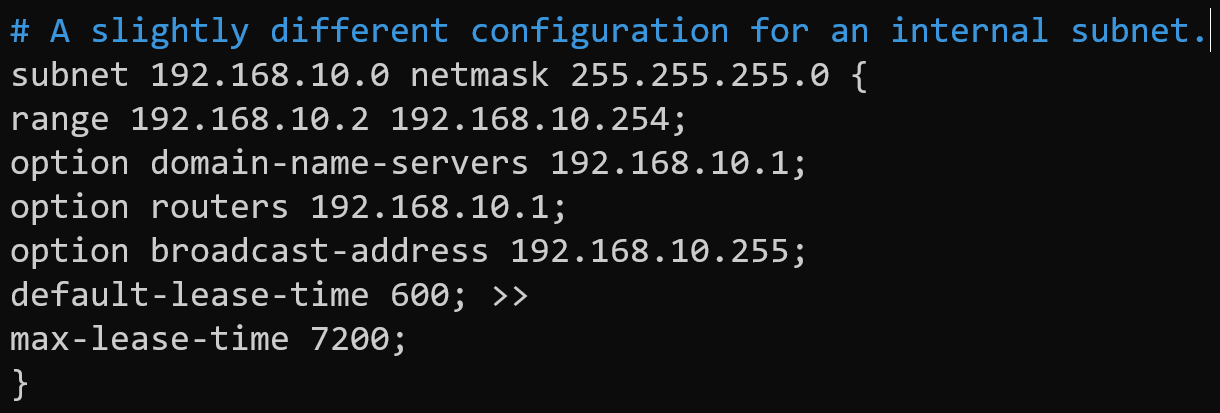 # A slightly different configuration for an internal subnet.
subnet 192.168.10.0 netmask 255.255.255.0 {
range 192.168.10.2 192.168.10.254;
option domain-name-servers 192.168.10.1;
option routers 192.168.10.1;
option broadcast-address 192.168.10.255;
default-lease-time 600; >>
max-lease-time 7200;
}